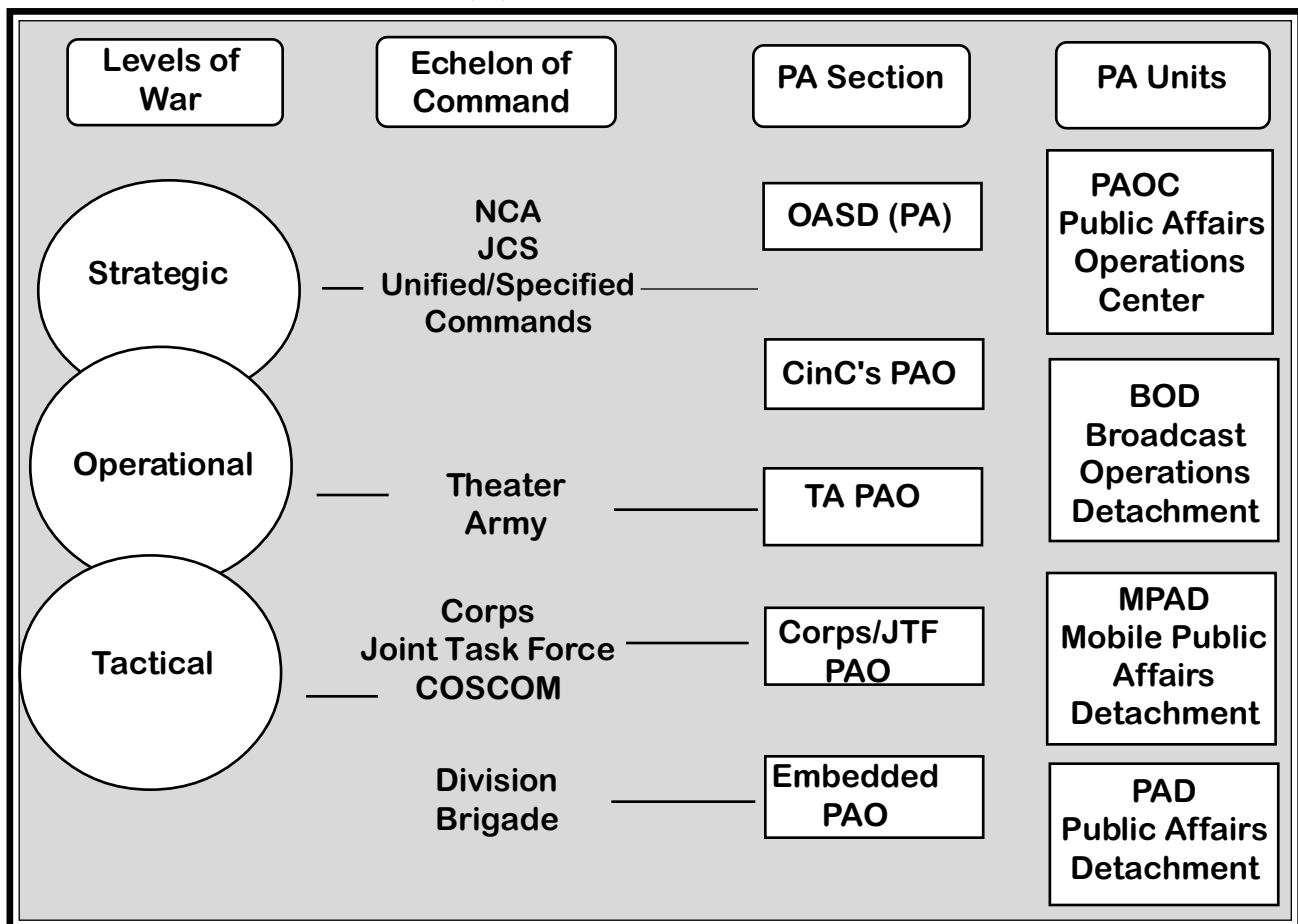 Levels of
War
Echelon of
Command
PA Section
PA Units
Strategic
NCA
JCS
Unified/Specified
Commands
OASD (PA)
CinC's PAO
PAOC
Public Affairs
Operations
Center
Operational
Theater
Army
TA PAO
BOD
Broadcast
Operations
Detachment
Tactical
Corps
Joint Task Force
COSCOM
Corps/JTF
PAO
MPAD
Mobile Public
Affairs
Detachment
Division
Brigade
Embedded
PAO
PAD
Public Affairs
Detachment